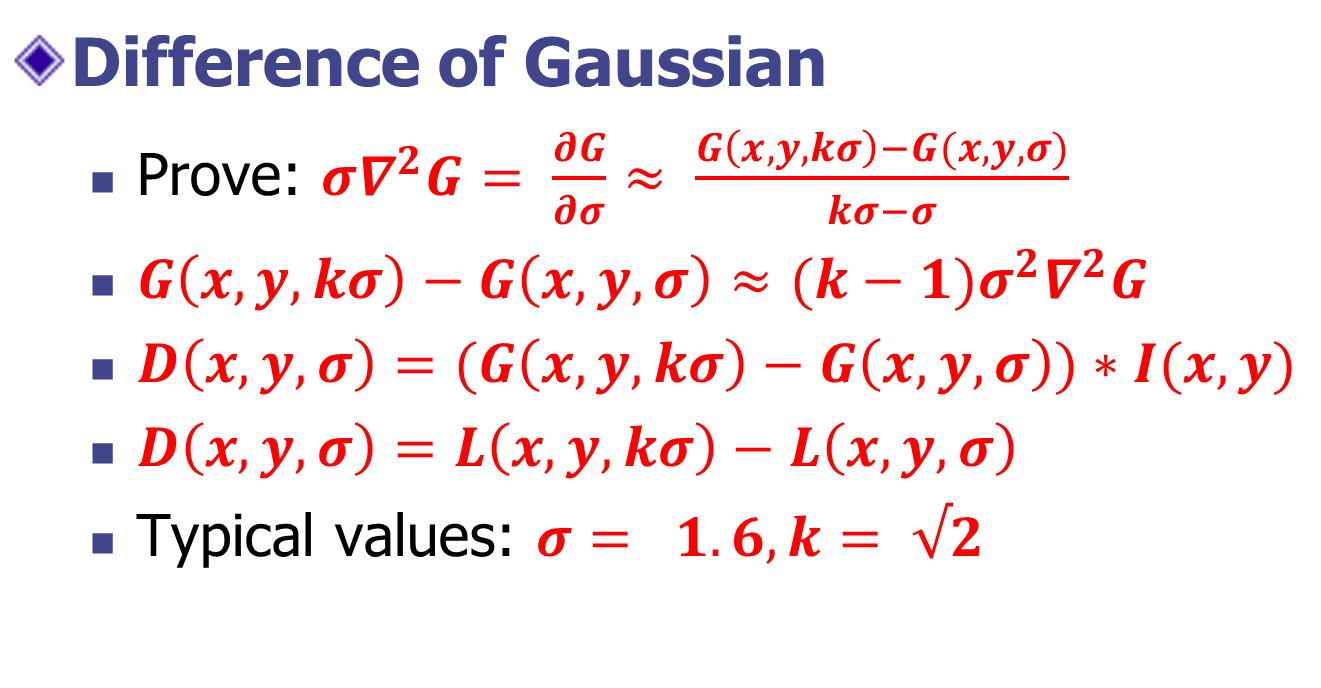 Difference of Gaussian
Prove: σ∇²G = ∂G/∂σ ≈ (G(x,y,kσ)−G(x,y,σ))/(kσ−σ)
G(x, y, kσ) − G(x, y, σ) ≈ (k − 1)σ²∇²G
D(x, y, σ) = (G(x, y, kσ) − G(x, y, σ)) * I(x, y)
D(x, y, σ) = L(x, y, kσ) − L(x, y, σ)
Typical values: σ = 1.6, k = √2